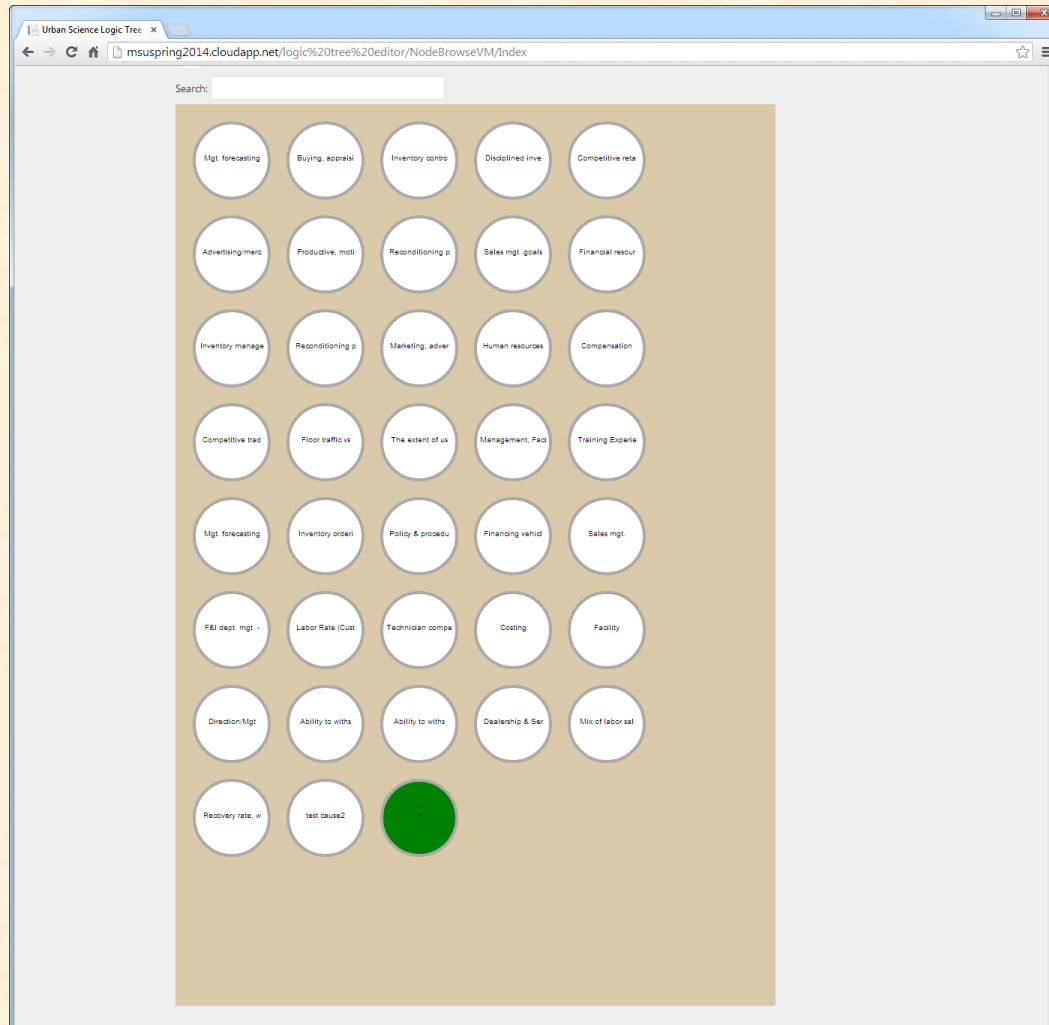 Urban Science Logic Tree
msuspring2014.cloudapp.net/logic%20tree%20editor/NodeBrowseVM/Index
Search:
Mgt. forecasting Buying, appraisi Inventory contro Disciplined inve Competitive reta
Advertising/merc Productive, moti Reconditioning p Sales mgt. goals Financial resour
Inventory manage Reconditioning p Marketing, adver Human resources Compensation
Competitive trad Floor traffic vs The extent of us Management, Faci Training Experie
Mgt. forecasting Inventory orderi Policy & procedu Financing vehicl Sales mgt.
F&I dept. mgt. - Labor Rate (Cust Technician compe Costing Facility
Direction/Mgt Ability to withs Ability to withs Dealership & Ser Mix of labor sal
Recovery rate, w test cause2 +